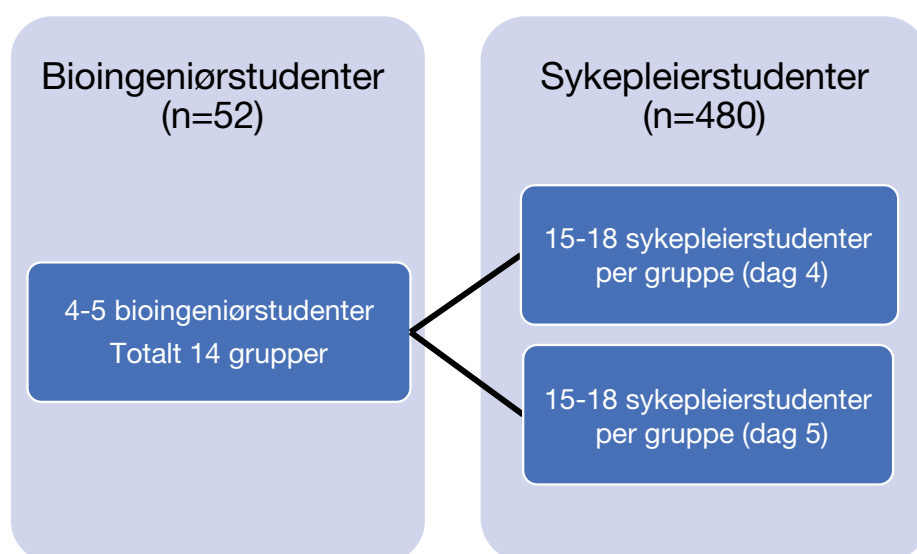 Bioingeniørstudenter
(n=52)
4-5 bioingeniørstudenter
Totalt 14 grupper
Sykepleierstudenter
(n=480)
15-18 sykepleierstudenter
per gruppe (dag 4)
15-18 sykepleierstudenter
per gruppe (dag 5)